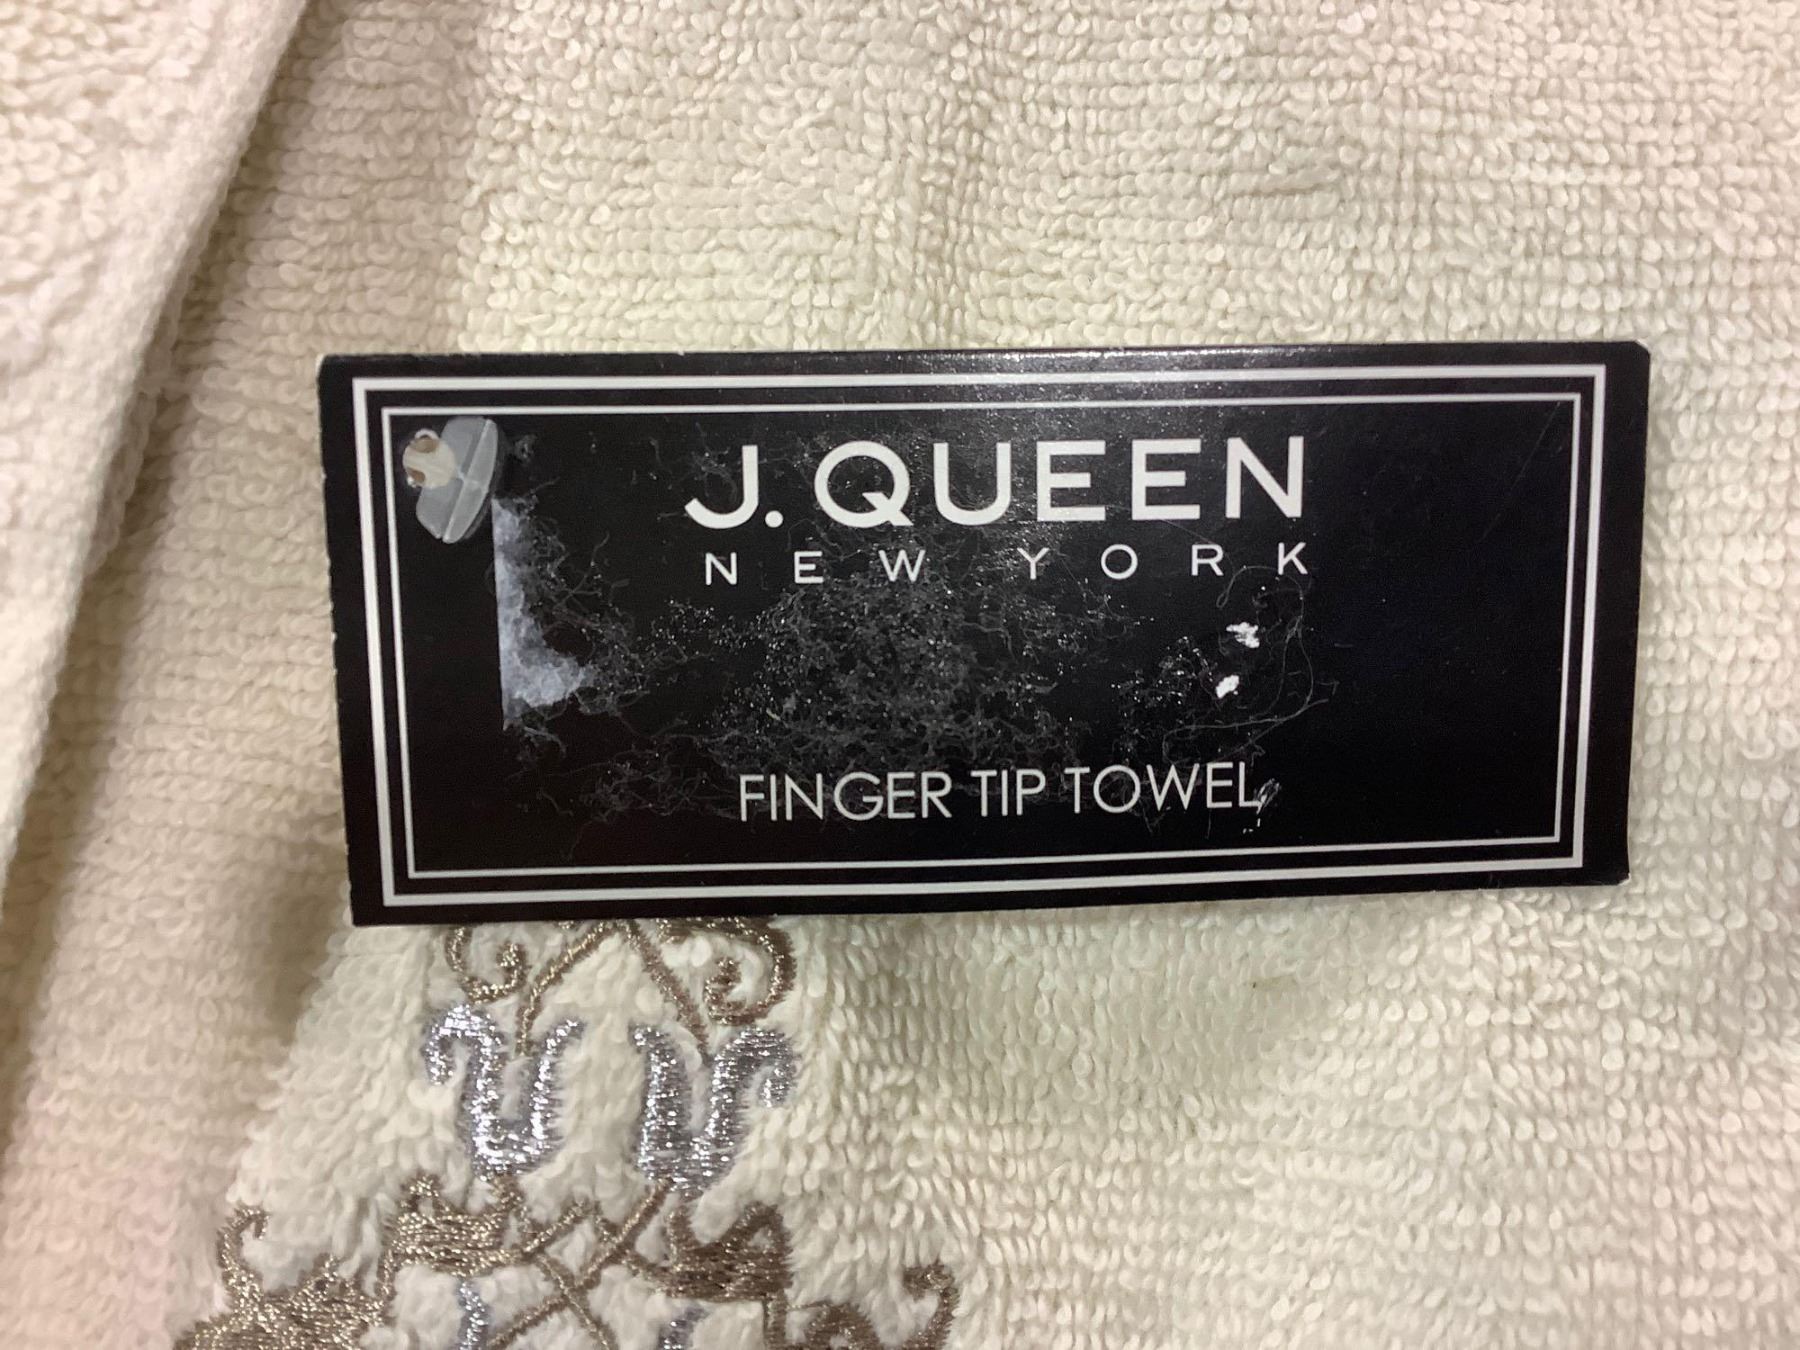 J. QUEEN
NEW YORK
FINGER TIP TOWEL